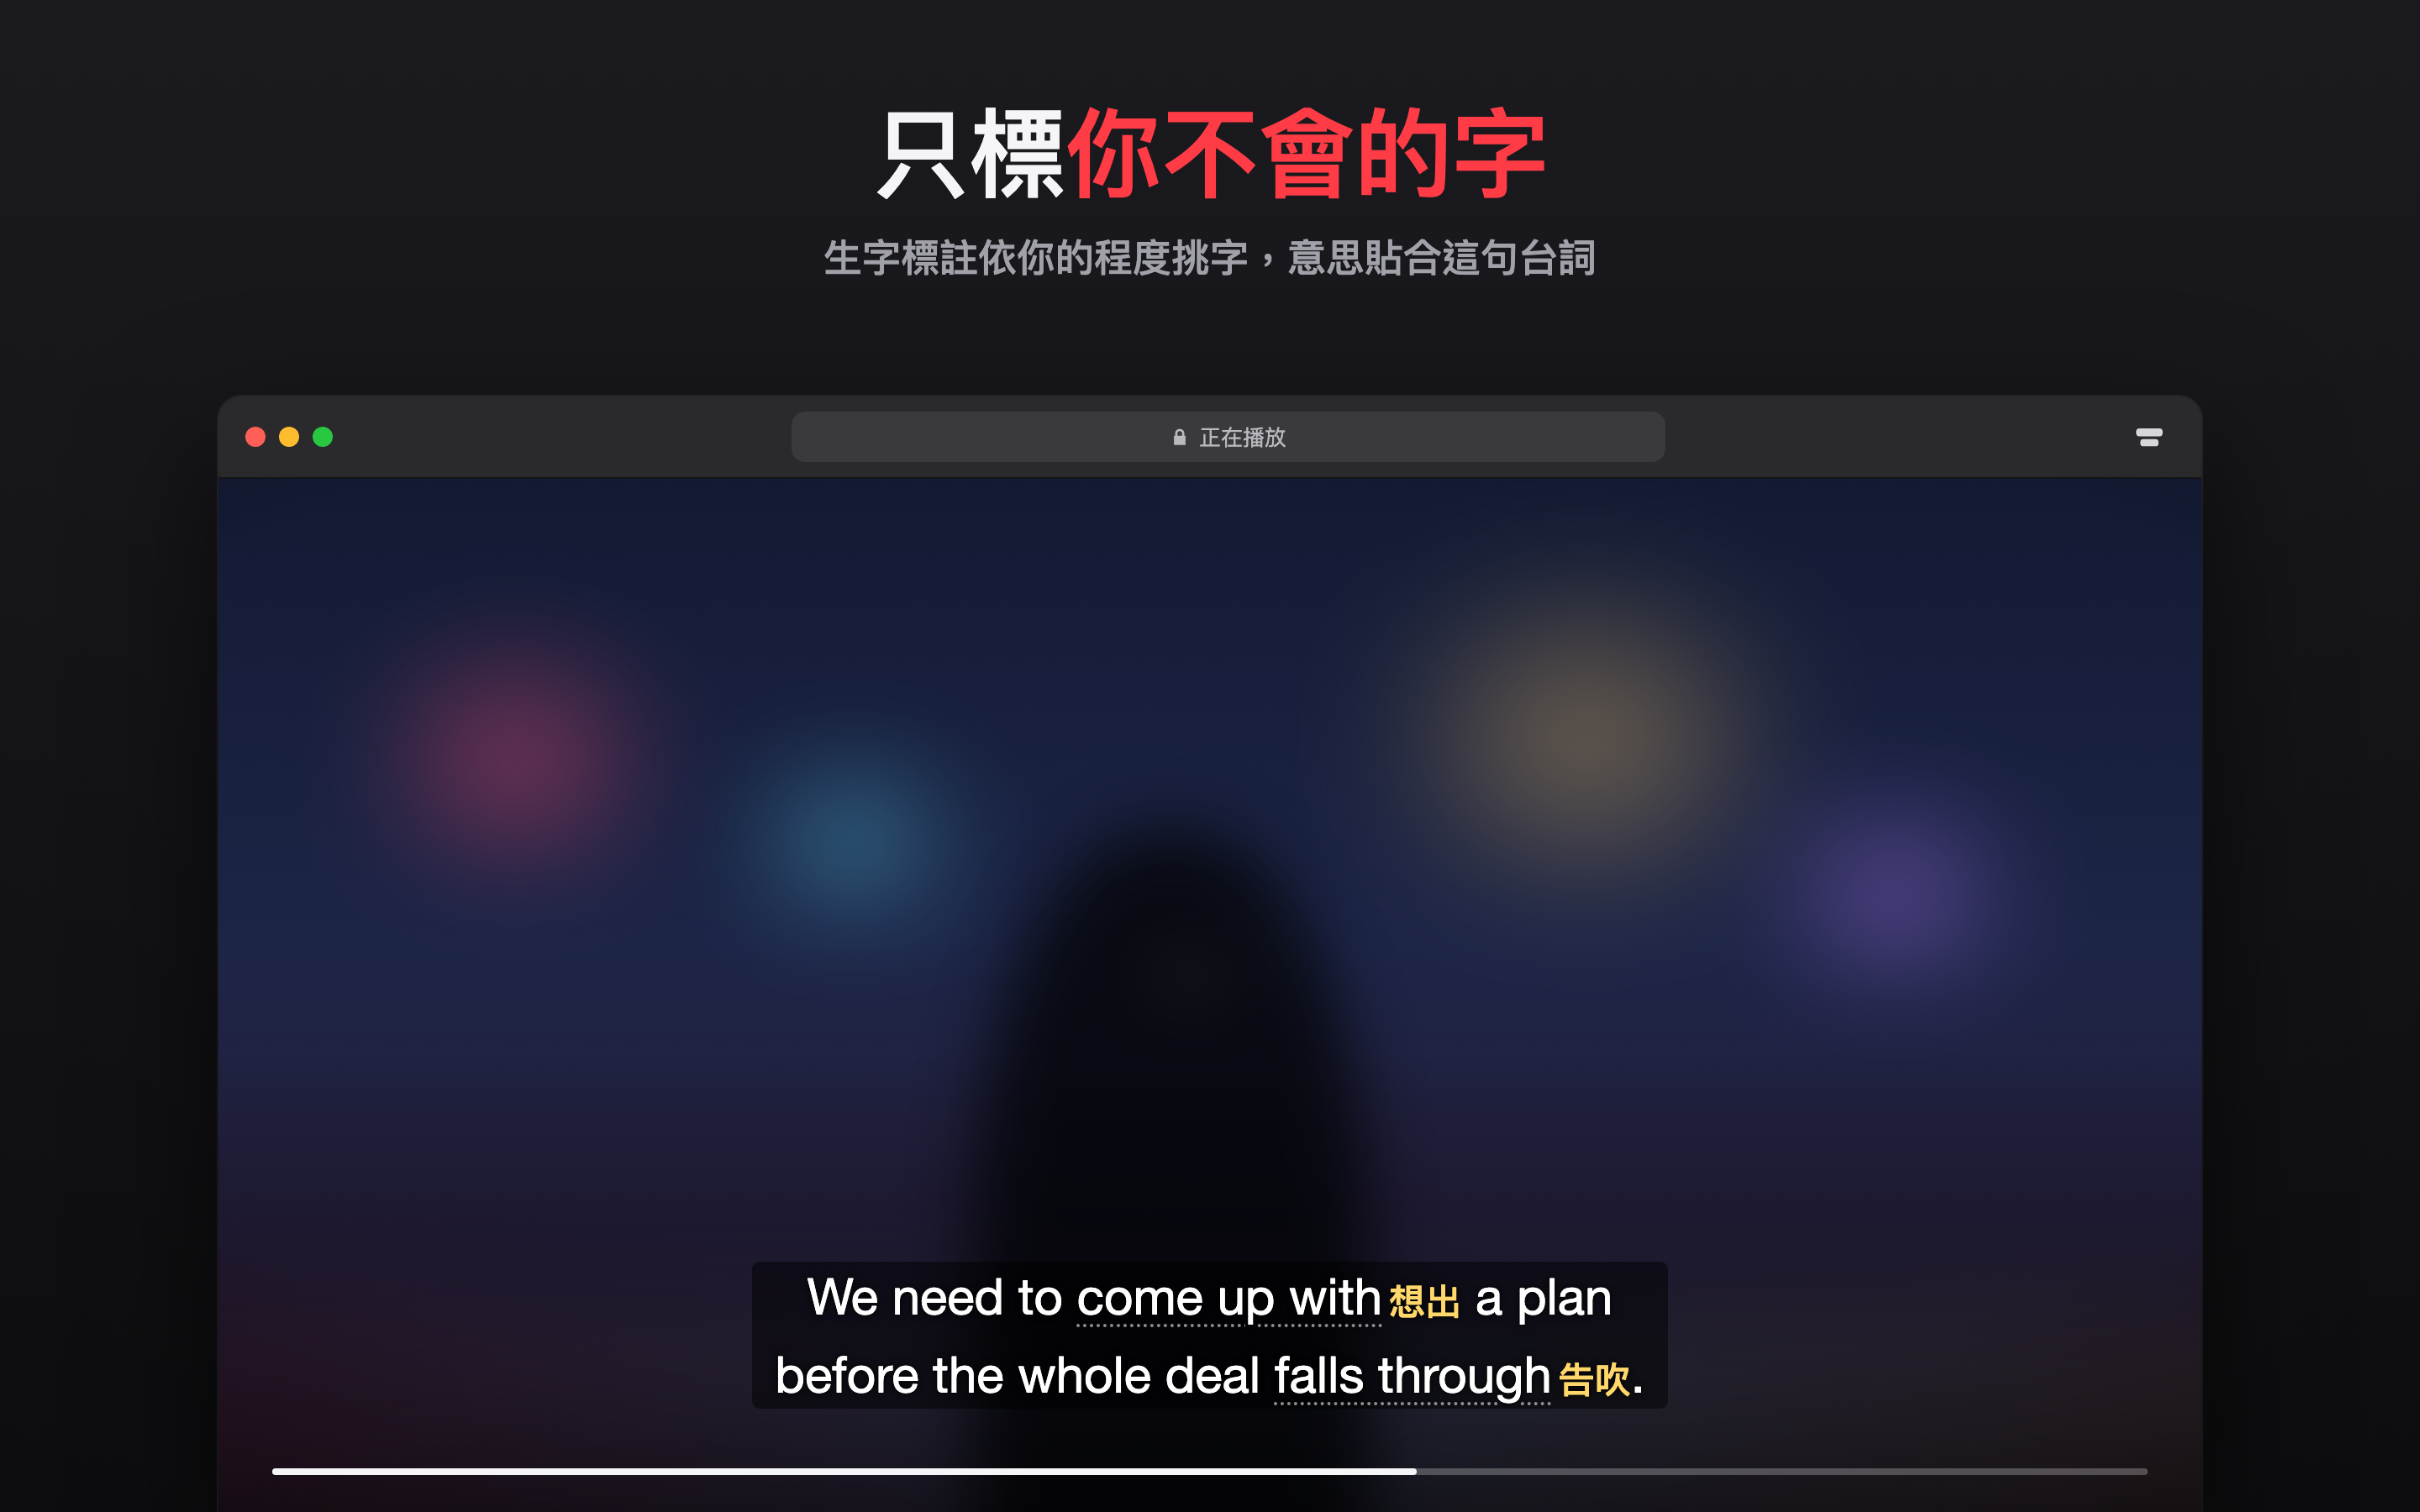 只標你不會的字
生字標註依你的程度挑字，意思貼合這句台詞
正在播放
We need to come up with 想出 a plan
before the whole deal falls through 告吹.